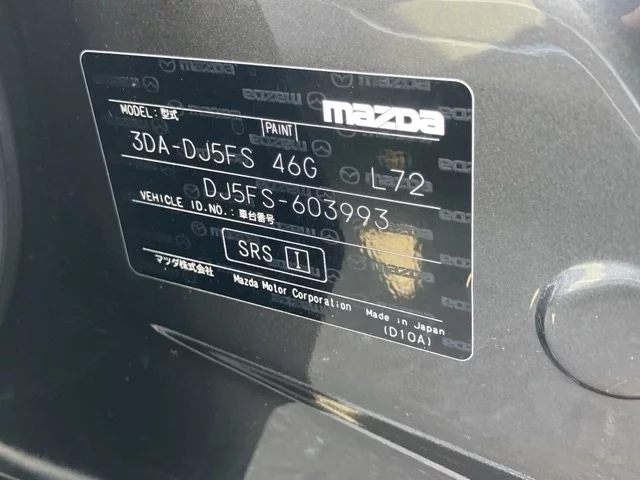 mazda
MODEL:型式
PAINT
3DA-DJ5FS 46G L72
DJ5FS-603993
VEHICLE ID.NO.:車台番号
SRS I
マツダ株式会社 Mazda Motor Corporation Made in Japan
(D10A)